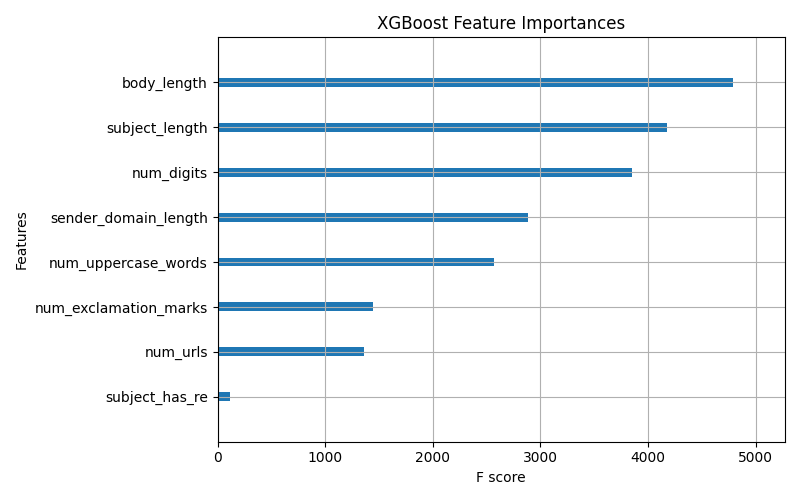 XGBoost Feature Importances
body_length
subject_length
num_digits
sender_domain_length
num_uppercase_words
num_exclamation_marks
num_urls
subject_has_re
Features
0 1000 2000 3000 4000 5000
F score